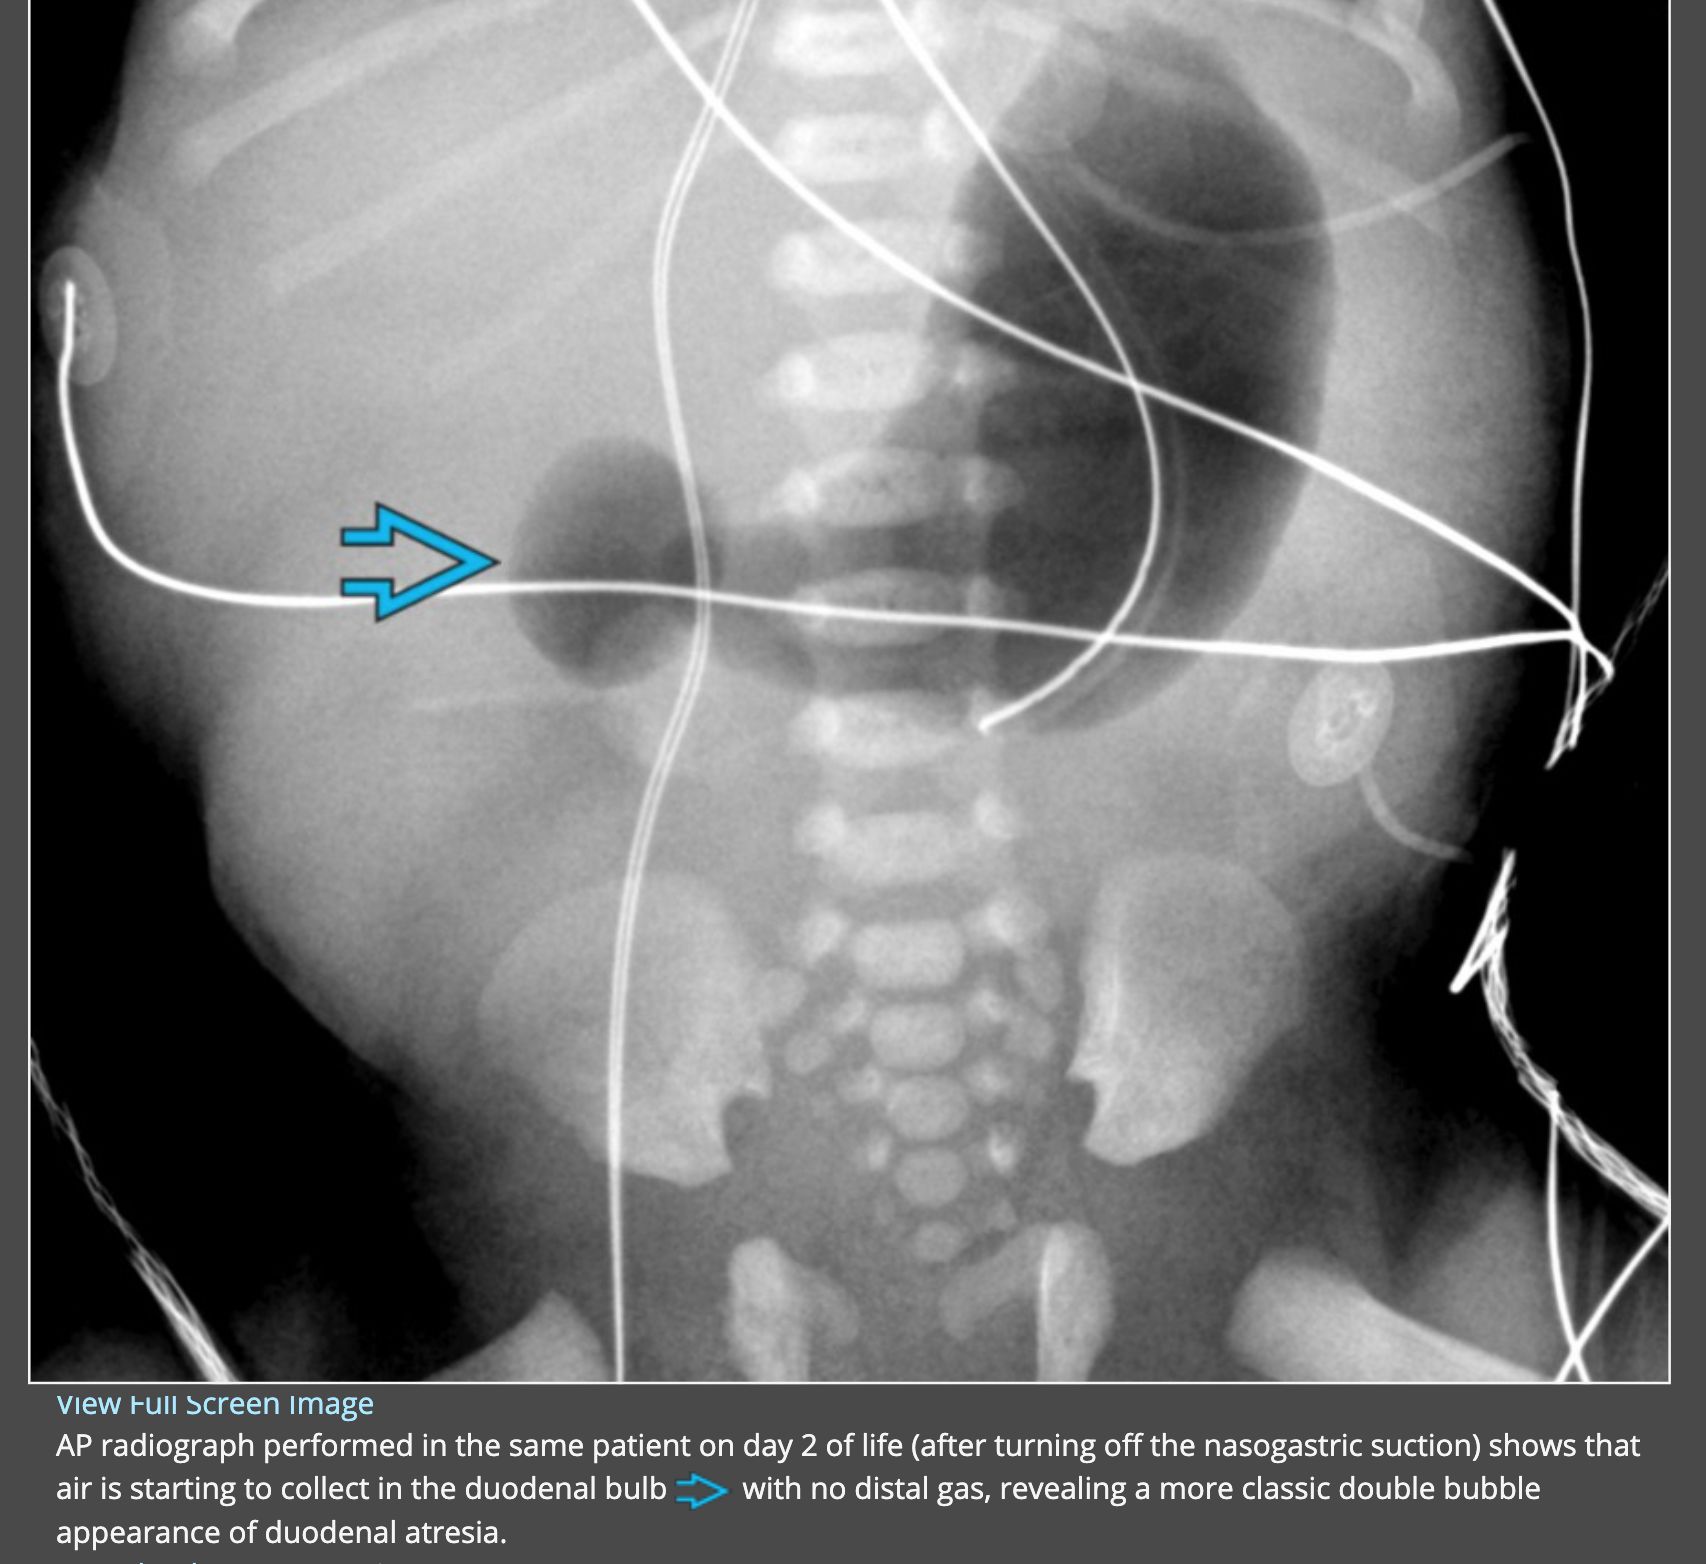 View Full Screen Image
AP radiograph performed in the same patient on day 2 of life (after turning off the nasogastric suction) shows that
air is starting to collect in the duodenal bulb with no distal gas, revealing a more classic double bubble
appearance of duodenal atresia.